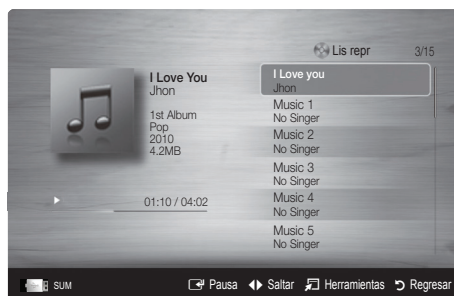 Lis repr 3/15
I Love You
Jhon
1st Album
Pop
2010
4.2MB
01:10 / 04:02
I Love you
Jhon
Music 1
No Singer
Music 2
No Singer
Music 3
No Singer
Music 4
No Singer
Music 5
No Singer
SUM Pausa Saltar Herramientas Regresar